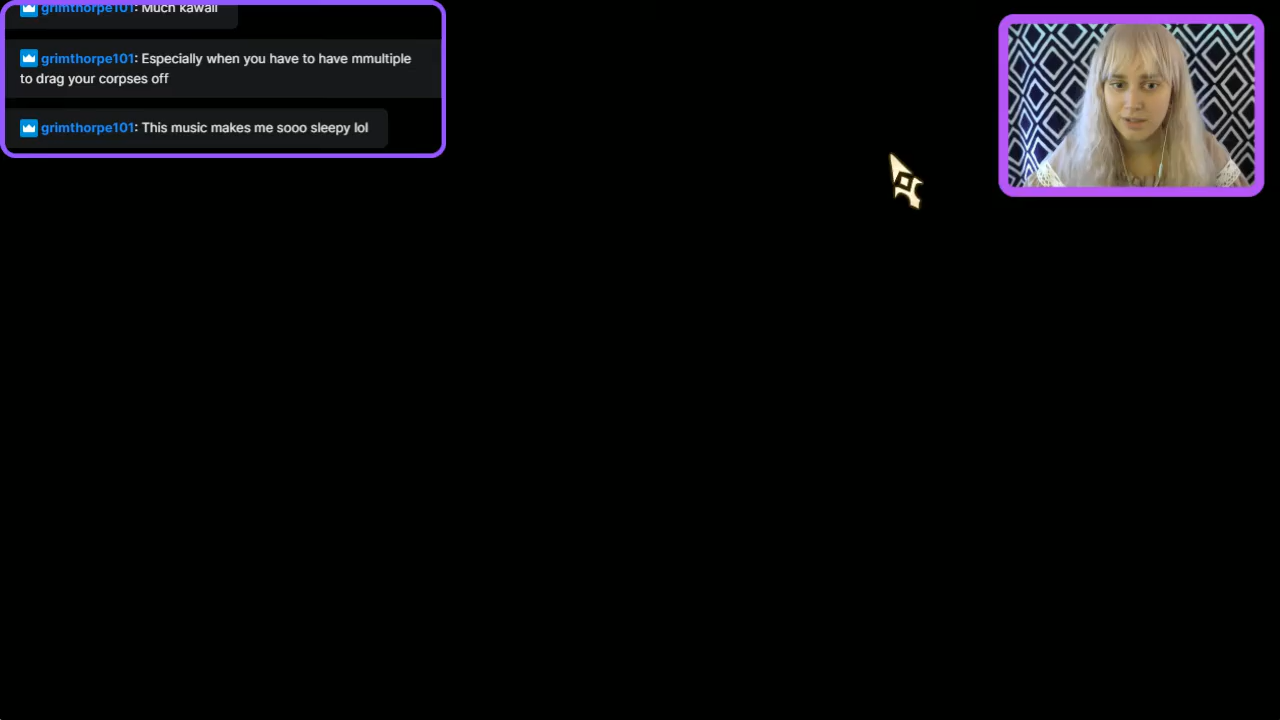 grimthorpe101: Much kawaii
grimthorpe101: Especially when you have to have mmultiple
to drag your corpses off
grimthorpe101: This music makes me sooo sleepy lol